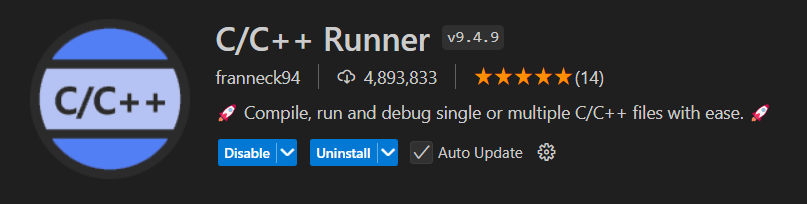 C/C++
C/C++ Runner v9.4.9
franneck94 4,893,833 ★★★★★(14)
🚀 Compile, run and debug single or multiple C/C++ files with ease. 🚀
Disable Uninstall Auto Update